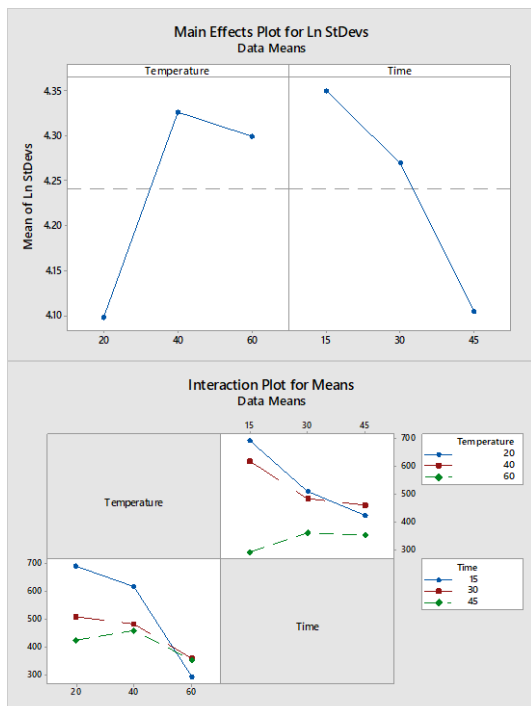 Main Effects Plot for Ln StDevs
Data Means
Temperature Time
Mean of Ln StDevs
4.35
4.30
4.25
4.20
4.15
4.10
20 40 60 15 30 45
Interaction Plot for Means
Data Means
15 30 45
Temperature
700
600
500
400
300
Temperature
20
40
60
700
600
500
400
300
Time
Time
15
30
45
20 40 60